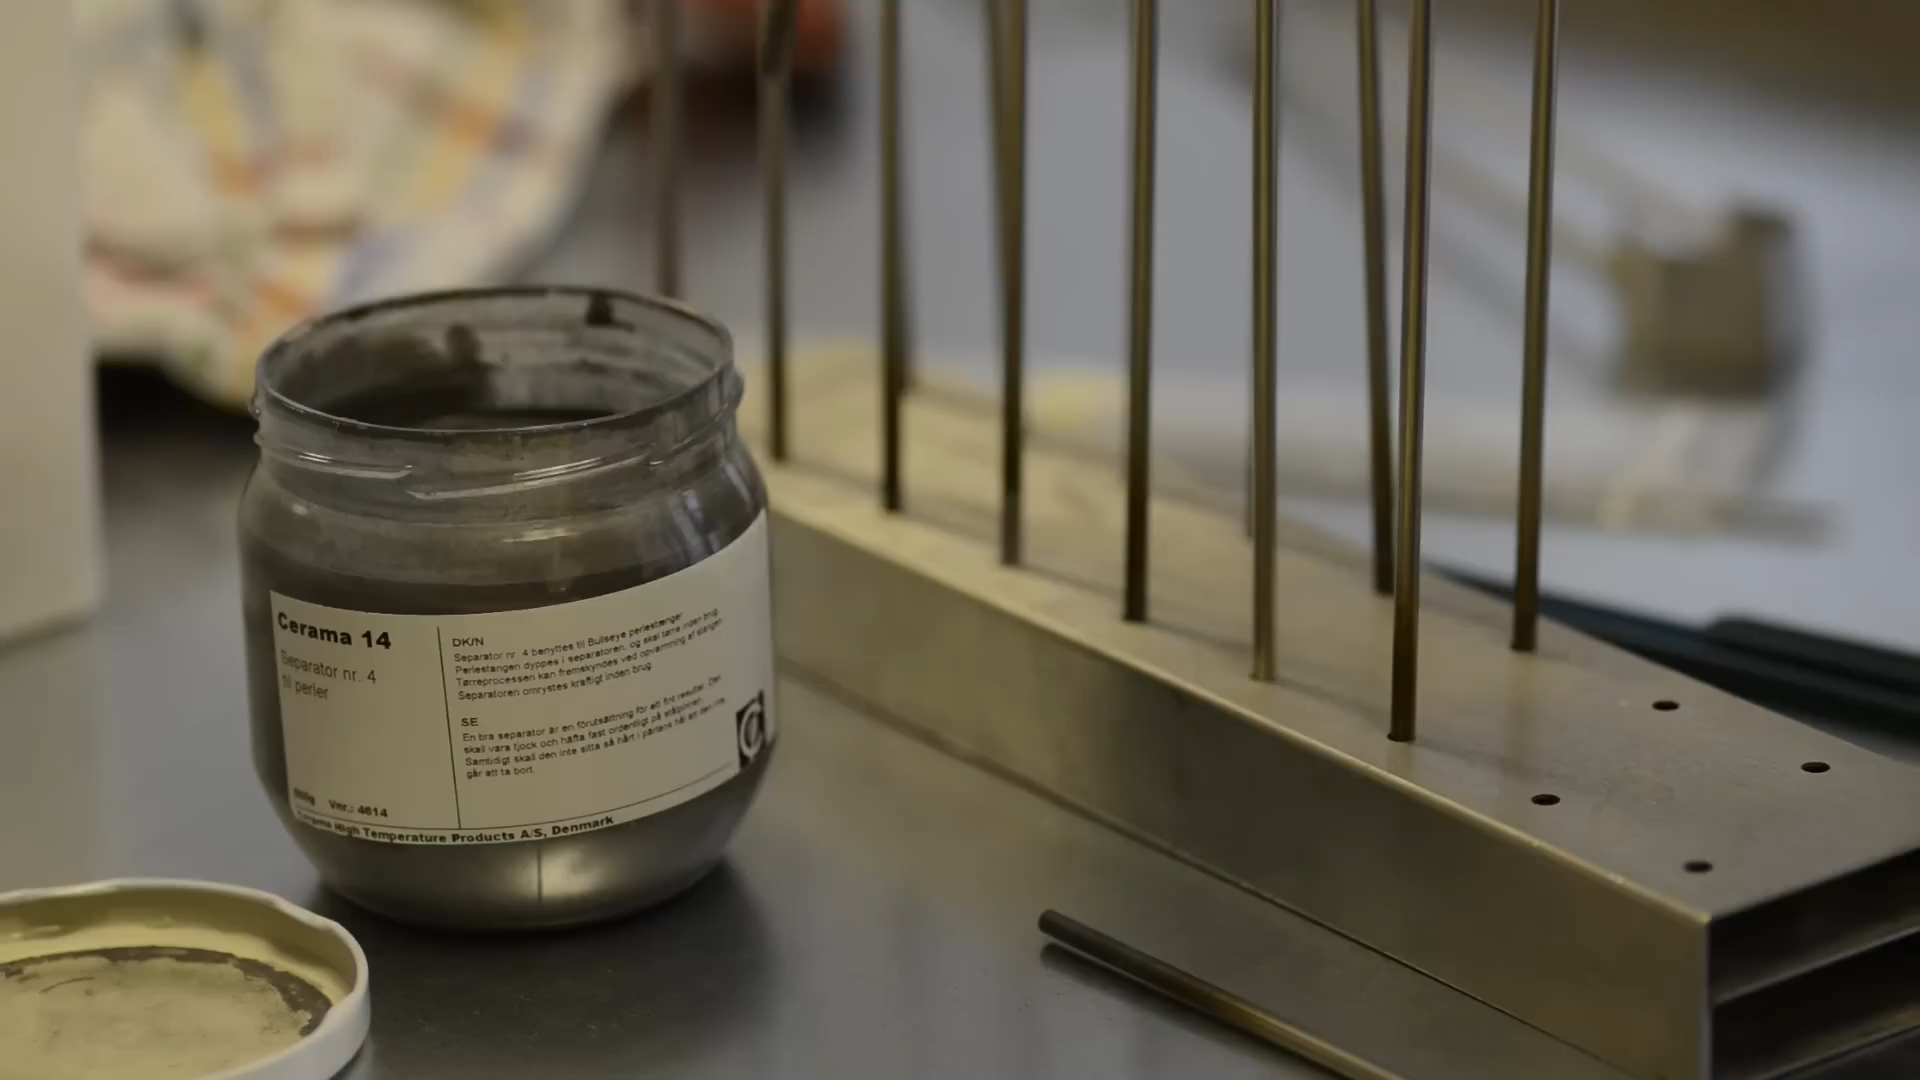 Cerama 14
Separator nr. 4
til perler
DK/N
Separator nr. 4 benyttes til Bullseye perlestænger
Perlestangen dyppes i separatoren, og skal tørre inden brug
Tørreprocessen kan fremskyndes ved opvarmning af stangen
Separatoren omrystes kraftigt inden brug
SE
En bra separator är en förutsättning för ett fint resultat. Den
skall vara tjock och häfta fast ordentligt på stålpinnen.
Samtidigt skall den inte sitta så hårt i pärlans hål att den inte
går att ta bort
Vnr.: 4614
Cerama High Temperature Products A/S, Denmark